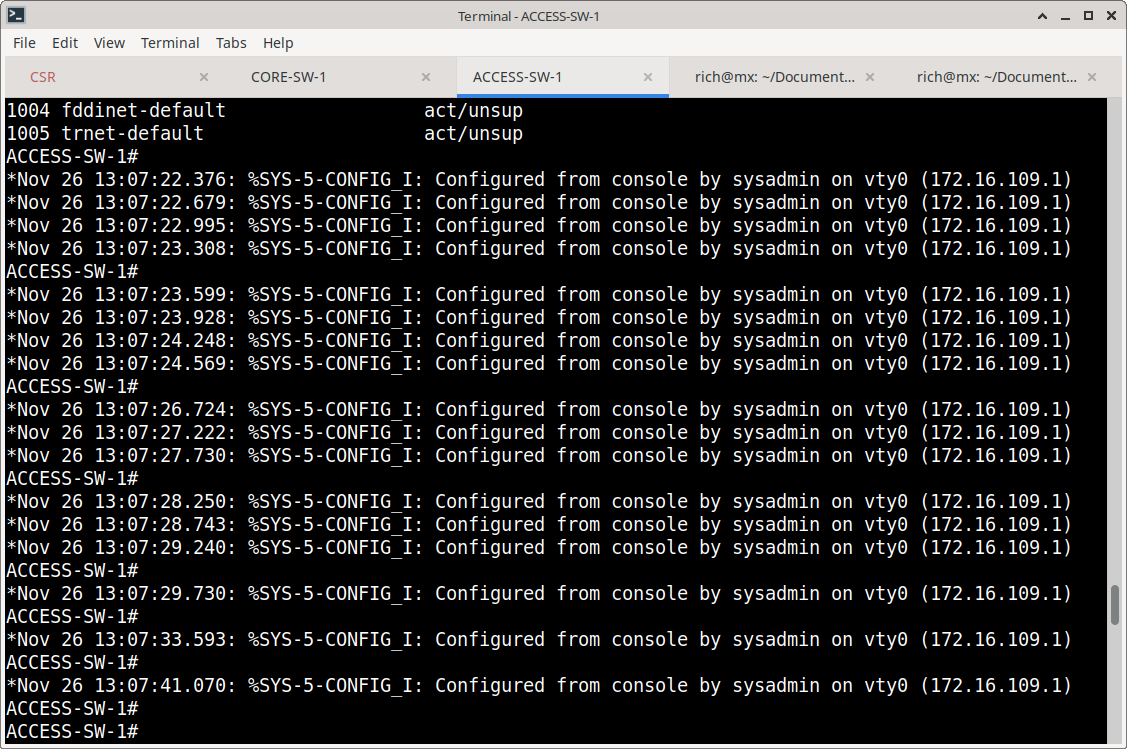 Terminal - ACCESS-SW-1
File Edit View Terminal Tabs Help
CSR CORE-SW-1 ACCESS-SW-1 rich@mx: ~/Document... rich@mx: ~/Document...
1004 fddinet-default act/unsup
1005 trnet-default act/unsup
ACCESS-SW-1#
*Nov 26 13:07:22.376: %SYS-5-CONFIG_I: Configured from console by sysadmin on vty0 (172.16.109.1)
*Nov 26 13:07:22.679: %SYS-5-CONFIG_I: Configured from console by sysadmin on vty0 (172.16.109.1)
*Nov 26 13:07:22.995: %SYS-5-CONFIG_I: Configured from console by sysadmin on vty0 (172.16.109.1)
*Nov 26 13:07:23.308: %SYS-5-CONFIG_I: Configured from console by sysadmin on vty0 (172.16.109.1)
ACCESS-SW-1#
*Nov 26 13:07:23.599: %SYS-5-CONFIG_I: Configured from console by sysadmin on vty0 (172.16.109.1)
*Nov 26 13:07:23.928: %SYS-5-CONFIG_I: Configured from console by sysadmin on vty0 (172.16.109.1)
*Nov 26 13:07:24.248: %SYS-5-CONFIG_I: Configured from console by sysadmin on vty0 (172.16.109.1)
*Nov 26 13:07:24.569: %SYS-5-CONFIG_I: Configured from console by sysadmin on vty0 (172.16.109.1)
ACCESS-SW-1#
*Nov 26 13:07:26.724: %SYS-5-CONFIG_I: Configured from console by sysadmin on vty0 (172.16.109.1)
*Nov 26 13:07:27.222: %SYS-5-CONFIG_I: Configured from console by sysadmin on vty0 (172.16.109.1)
*Nov 26 13:07:27.730: %SYS-5-CONFIG_I: Configured from console by sysadmin on vty0 (172.16.109.1)
ACCESS-SW-1#
*Nov 26 13:07:28.250: %SYS-5-CONFIG_I: Configured from console by sysadmin on vty0 (172.16.109.1)
*Nov 26 13:07:28.743: %SYS-5-CONFIG_I: Configured from console by sysadmin on vty0 (172.16.109.1)
*Nov 26 13:07:29.240: %SYS-5-CONFIG_I: Configured from console by sysadmin on vty0 (172.16.109.1)
ACCESS-SW-1#
*Nov 26 13:07:29.730: %SYS-5-CONFIG_I: Configured from console by sysadmin on vty0 (172.16.109.1)
ACCESS-SW-1#
*Nov 26 13:07:33.593: %SYS-5-CONFIG_I: Configured from console by sysadmin on vty0 (172.16.109.1)
ACCESS-SW-1#
*Nov 26 13:07:41.070: %SYS-5-CONFIG_I: Configured from console by sysadmin on vty0 (172.16.109.1)
ACCESS-SW-1#
ACCESS-SW-1#